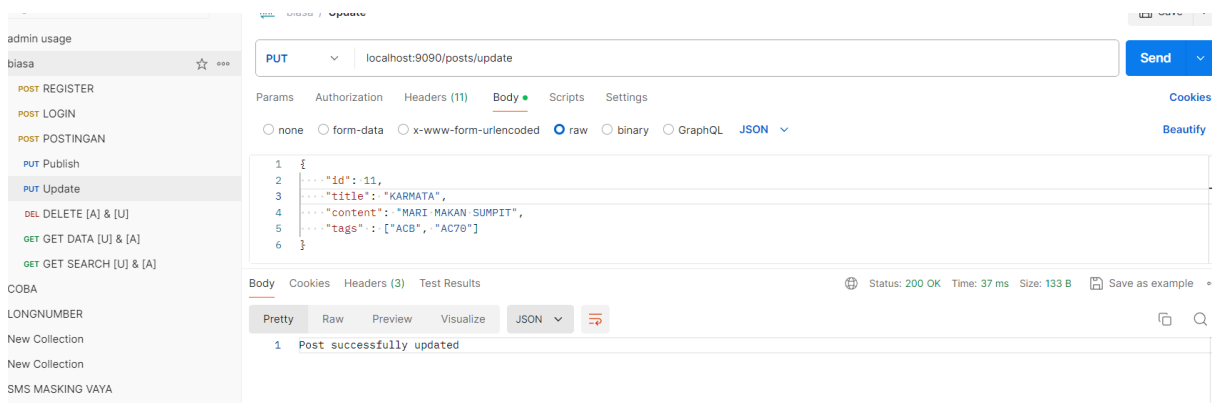 biasa / Update
Save
admin usage
biasa
POST REGISTER
POST LOGIN
POST POSTINGAN
PUT Publish
PUT Update
DEL DELETE [A] & [U]
GET GET DATA [U] & [A]
GET GET SEARCH [U] & [A]
COBA
LONGNUMBER
New Collection
New Collection
SMS MASKING VAYA
PUT localhost:9090/posts/update Send
Params Authorization Headers (11) Body Scripts Settings Cookies
none form-data x-www-form-urlencoded raw binary GraphQL JSON Beautify
1 {
2 "id": 11,
3 "title": "KARMATA",
4 "content": "MARI MAKAN SUMPIT",
5 "tags" : ["ACB", "AC70"]
6 }
Body Cookies Headers (3) Test Results Status: 200 OK Time: 37 ms Size: 133 B Save as example
Pretty Raw Preview Visualize JSON
1 Post successfully updated